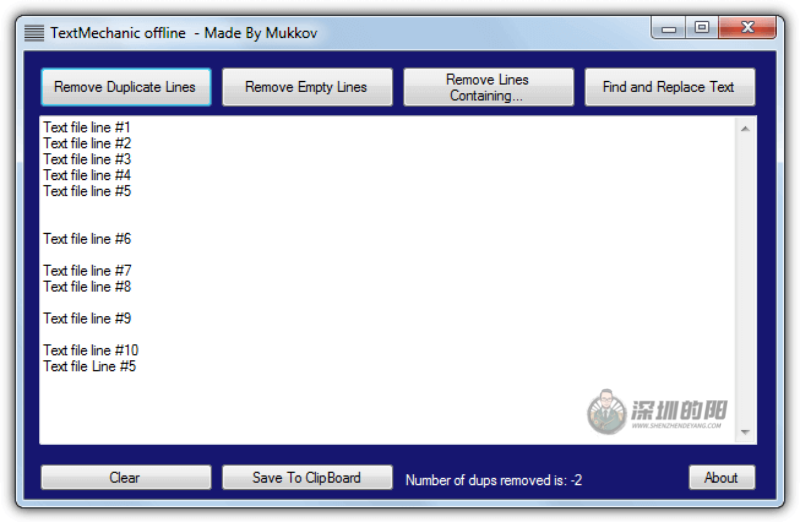 TextMechanic offline - Made By Mukkov
Remove Duplicate Lines
Remove Empty Lines
Remove Lines
Containing...
Find and Replace Text
Text file line #1
Text file line #2
Text file line #3
Text file line #4
Text file line #5
Text file line #6
Text file line #7
Text file line #8
Text file line #9
Text file line #10
Text file Line #5
深圳的阳
WWW.SHENZHENDEYANG.COM
Clear
Save To ClipBoard
Number of dups removed is: -2
About